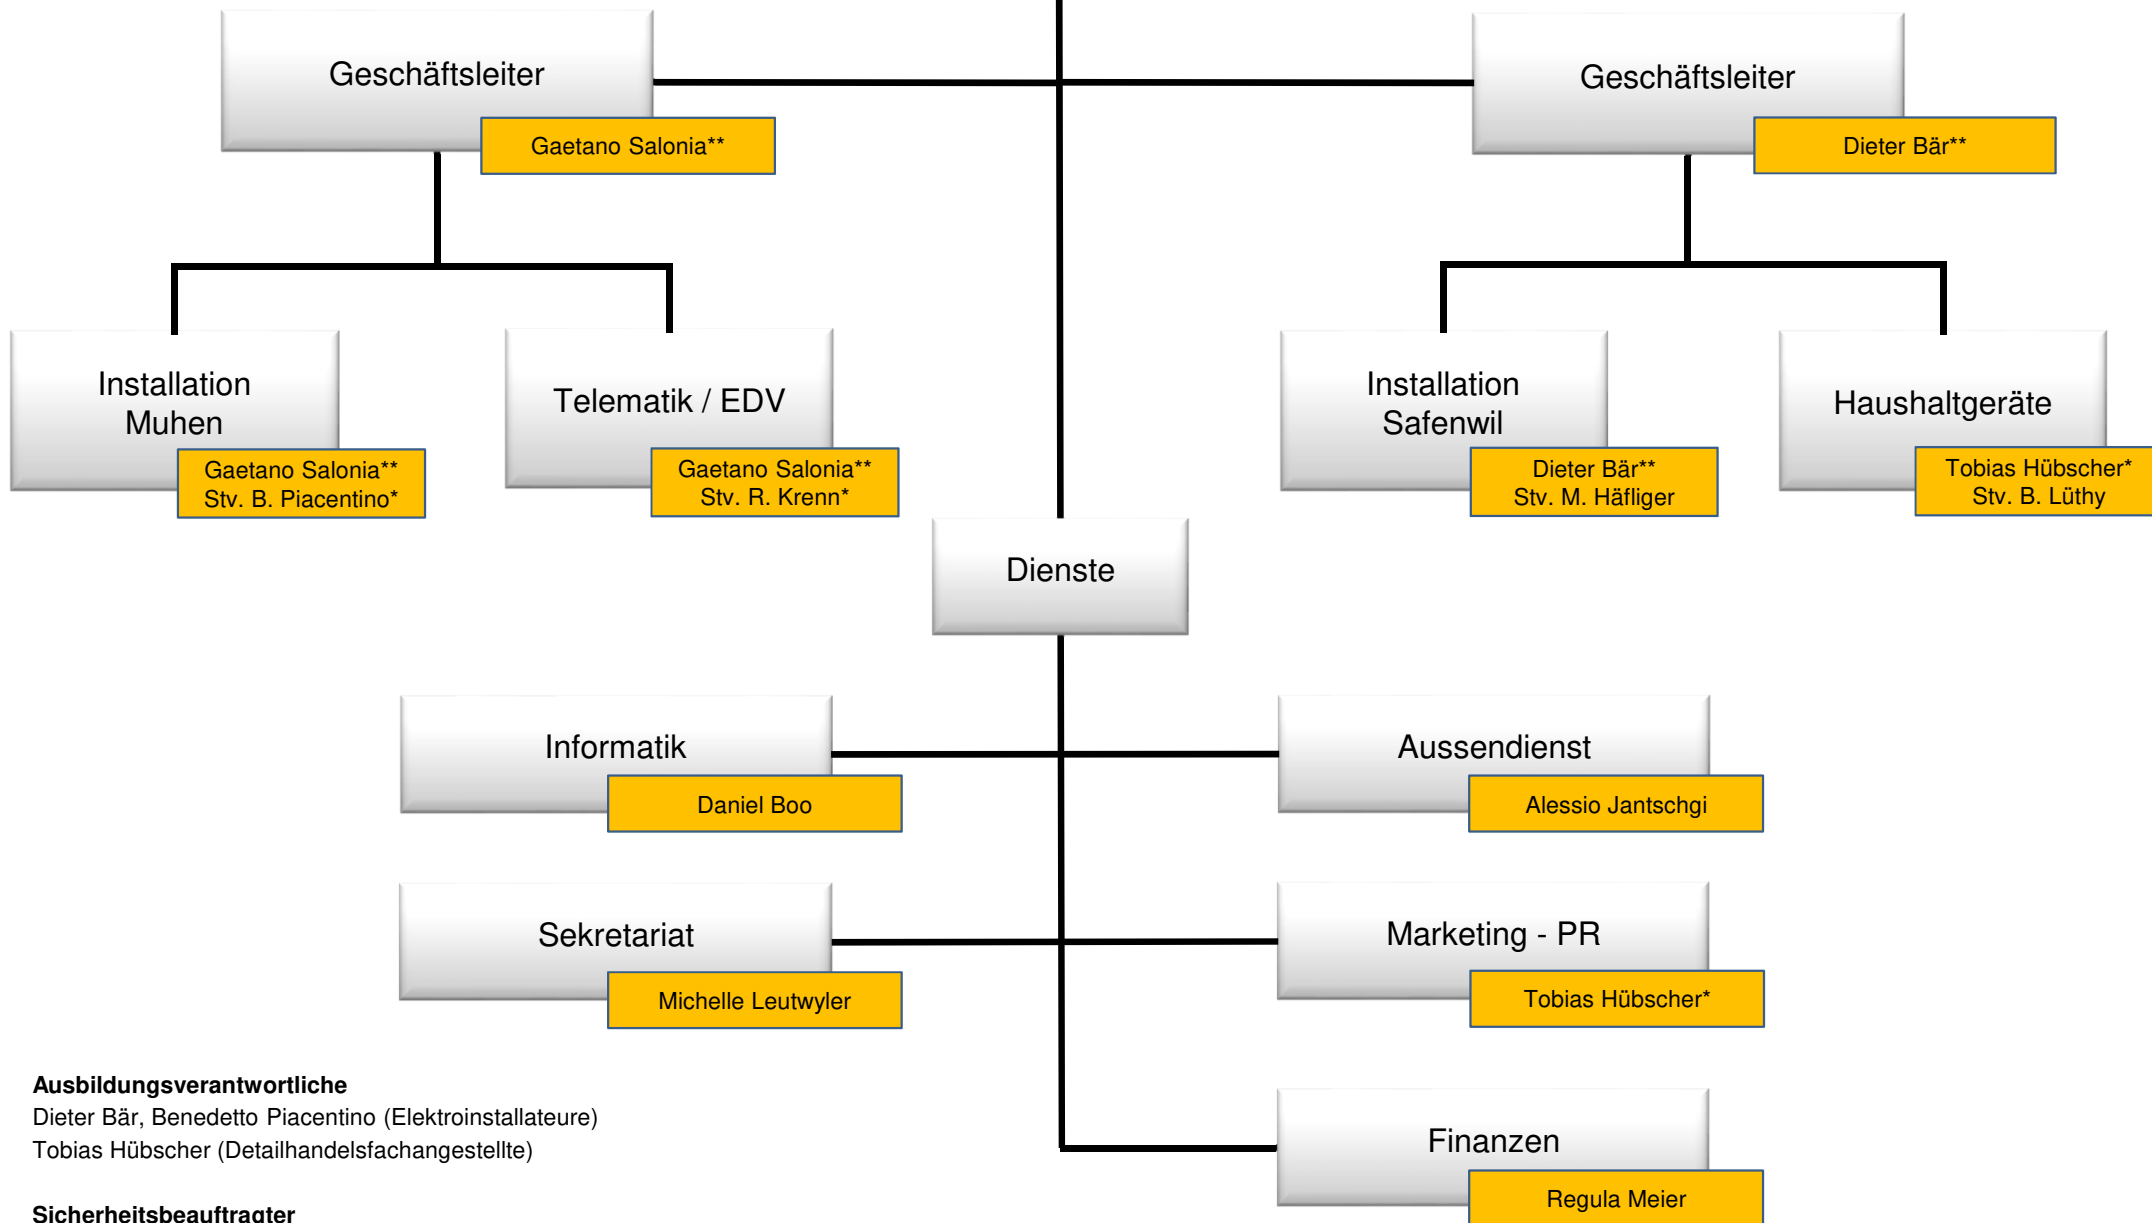 Geschäftsleiter
Gaetano Salonia**
Geschäftsleiter
Dieter Bär**
Installation
Muhen
Gaetano Salonia**
Stv. B. Piacentino*
Telematik / EDV
Gaetano Salonia**
Stv. R. Krenn*
Installation
Safenwil
Dieter Bär**
Stv. M. Häfliger
Haushaltgeräte
Tobias Hübscher*
Stv. B. Lüthy
Dienste
Informatik
Daniel Boo
Aussendienst
Alessio Jantschgi
Sekretariat
Michelle Leutwyler
Marketing - PR
Tobias Hübscher*
Finanzen
Regula Meier
Ausbildungsverantwortliche
Dieter Bär, Benedetto Piacentino (Elektroinstallateure)
Tobias Hübscher (Detailhandelsfachangestellte)
Sicherheitsbeauftragter